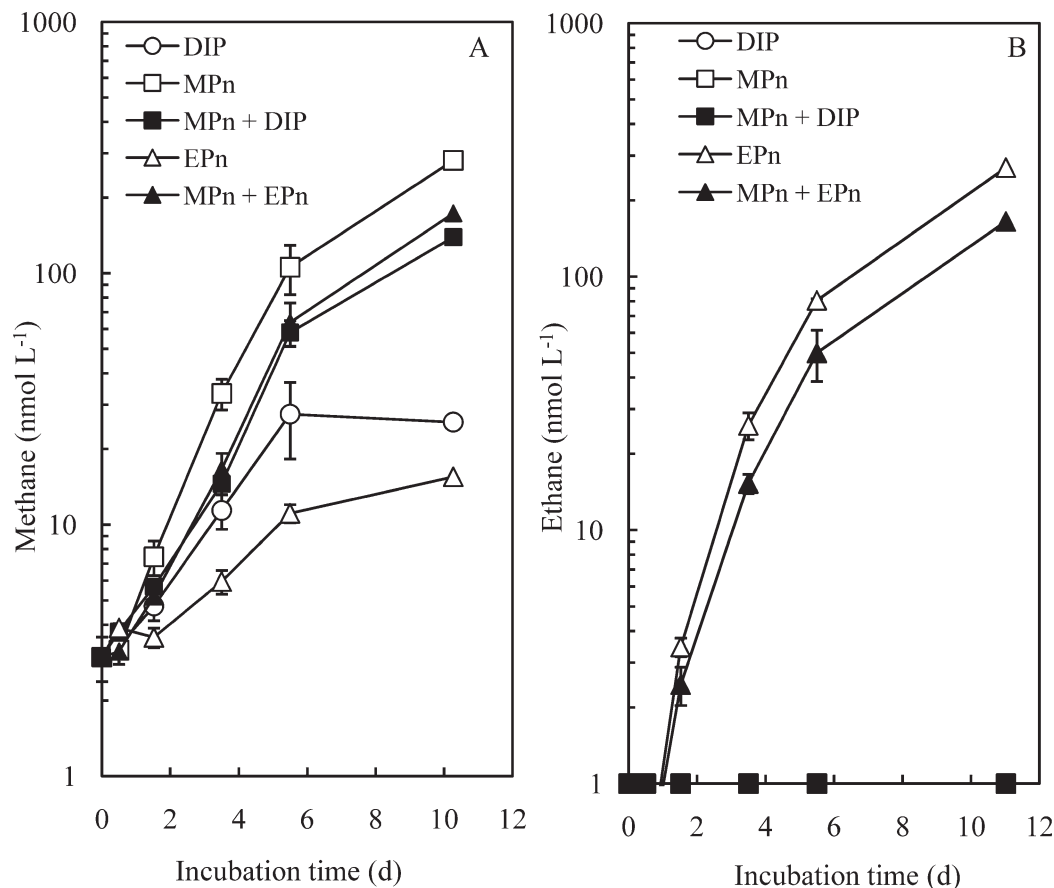 1000
100
10
1
Methane (nmol L⁻¹)
A
DIP
MPn
MPn + DIP
EPn
MPn + EPn
0 2 4 6 8 10 12
Incubation time (d)
1000
100
10
1
Ethane (nmol L⁻¹)
B
DIP
MPn
MPn + DIP
EPn
MPn + EPn
0 2 4 6 8 10 12
Incubation time (d)